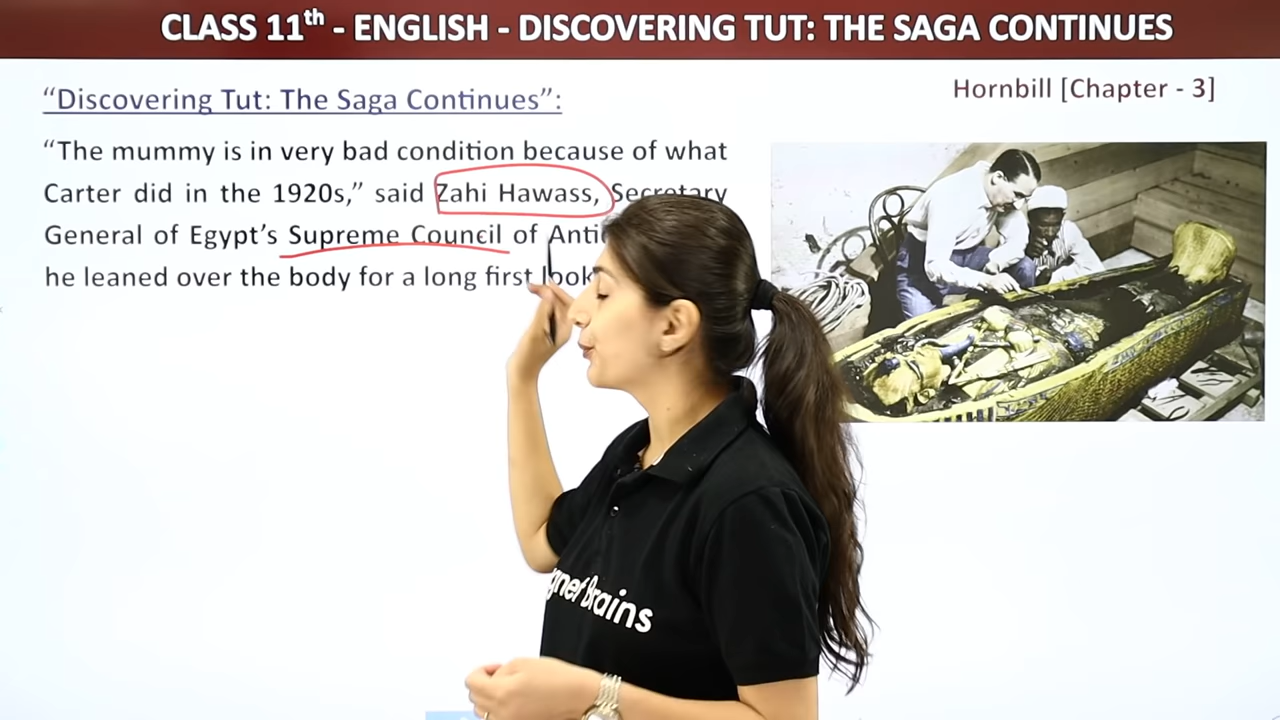 CLASS 11th - ENGLISH - DISCOVERING TUT: THE SAGA CONTINUES
“Discovering Tut: The Saga Continues”:
Hornbill [Chapter - 3]
“The mummy is in very bad condition because of what
Carter did in the 1920s,” said Zahi Hawass, Secretary
General of Egypt’s Supreme Council of
he leaned over the body for a long first look
Brains